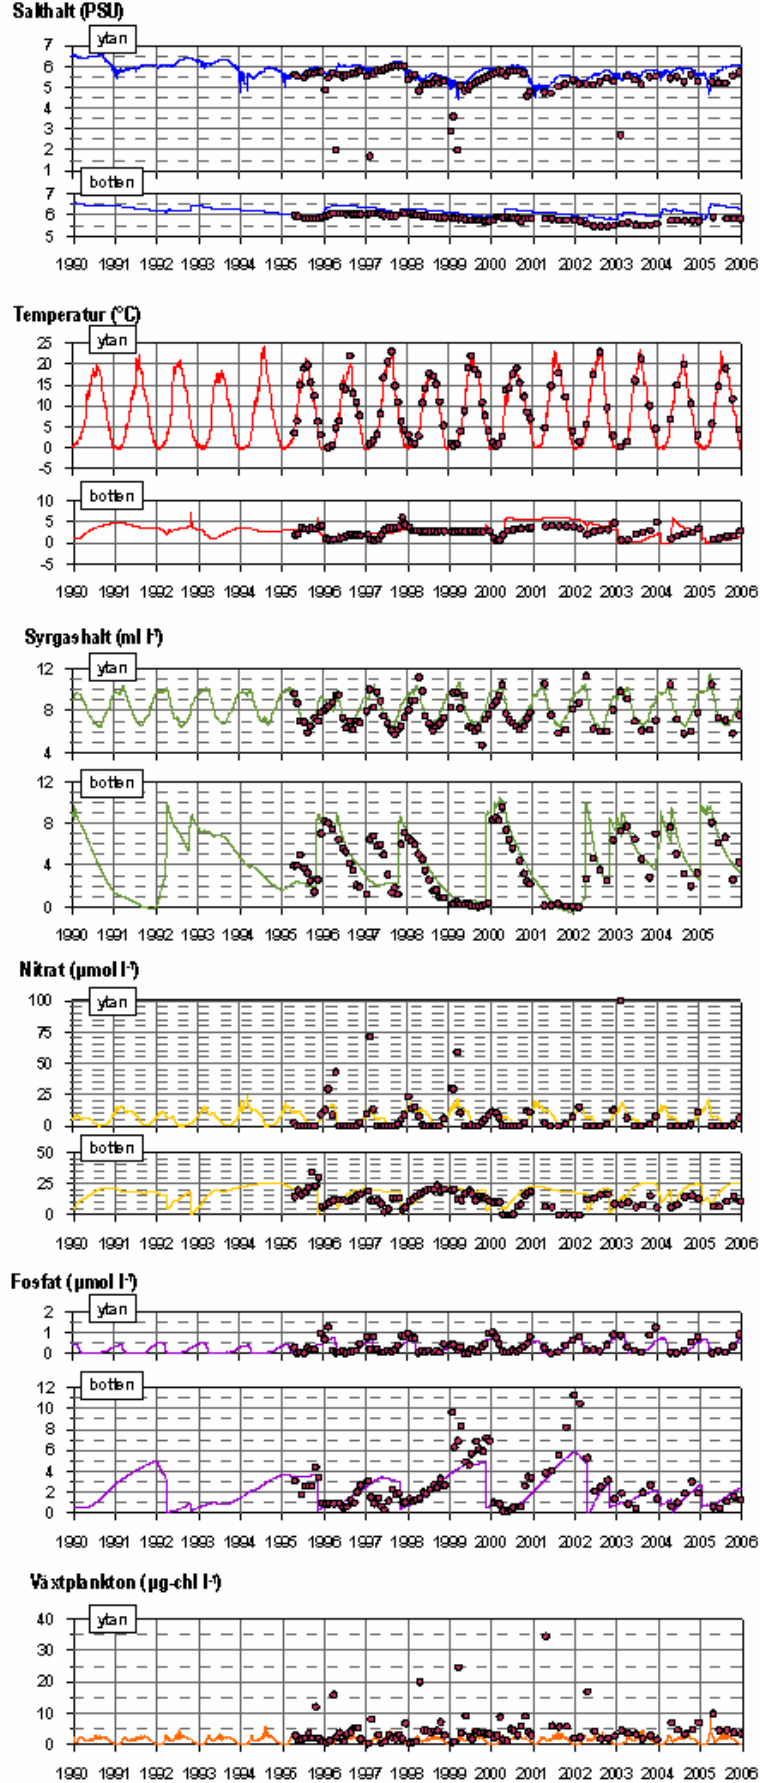 Salthalt (PSU)
ytan
7
6
5
4
3
2
1
botten
7
6
5
1990 1991 1992 1993 1994 1995 1996 1997 1998 1999 2000 2001 2002 2003 2004 2005 2006
Temperatur (°C)
ytan
25
20
15
10
5
0
-5
botten
10
5
0
-5
1990 1991 1992 1993 1994 1995 1996 1997 1998 1999 2000 2001 2002 2003 2004 2005 2006
Syrgashalt (ml l⁻¹)
ytan
12
8
4
botten
12
8
4
0
1990 1991 1992 1993 1994 1995 1996 1997 1998 1999 2000 2001 2002 2003 2004 2005
Nitrat (µmol l⁻¹)
ytan
100
75
50
25
0
botten
50
25
0
1990 1991 1992 1993 1994 1995 1996 1997 1998 1999 2000 2001 2002 2003 2004 2005 2006
Fosfat (µmol l⁻¹)
ytan
2
1
0
botten
12
10
8
6
4
2
0
1990 1991 1992 1993 1994 1995 1996 1997 1998 1999 2000 2001 2002 2003 2004 2005 2006
Växtplankton (µg-chl l⁻¹)
ytan
40
30
20
10
0
1990 1991 1992 1993 1994 1995 1996 1997 1998 1999 2000 2001 2002 2003 2004 2005 2006